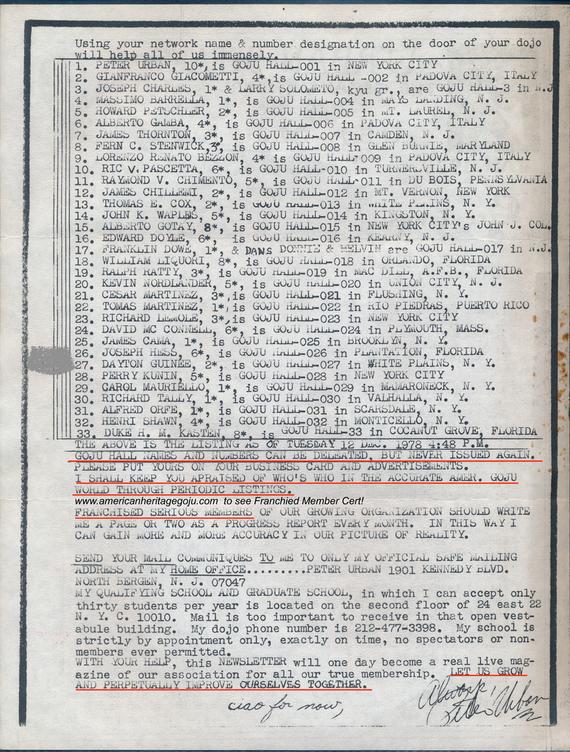 Using your network name & number designation on the door of your dojo
will help all of us immensely.
1. PETER URBAN, 10*, is GOJU HALL-001 in NEW YORK CITY
2. GIANFRANCO GIACOMETTI, 4*, is GOJU HALL -002 in PADOVA CITY, ITALY
3. JOSEPH CHARLES, 1* & LARRY SOLOMETO, kyu gr., are GOJU HALL-3 in N.J
4. MASSIMO BARRELLA, 1*, is GOJU HALL-004 in MAYS LANDING, N. J.
5. HOWARD PETSCHLER, 2*, is GOJU HALL-005 in MT. LAUREL, N. J.
6. ALBERTO GAMBA, 4*, is GOJU HALL-006 in PADOVA CITY, ITALY
7. JAMES THORNTON, 3*, is GOJU HALL-007 in CAMDEN, N. J.
8. FERN C. STENWICK, 3*, is GOJU HALL-008 in GLEN BURNIE, MARYLAND
9. LORENZO RENATO BEZZON, 4* is GOJU HALL-009 in PADOVA CITY, ITALY
10. RIC V. PASCETTA, 6*, is GOJU HALL-010 in TURNERVILLE, N. J.
11. RAYMOND V. CHIMENTO, 5*, is GOJU HALL-011 in DU BOIS, PENNSYLVANIA
12. JAMES CHILLEMI, 2*, is GOJU HALL-012 in MT. VERNON, NEW YORK
13. THOMAS E. COX, 2*, is GOJU HALL-013 in WHITE PLAINS, N. Y.
14. JOHN K. WAPLES, 5*, is GOJU HALL-014 in KINGSTON, N. Y.
15. ALBERTO GOTAY, 8*, is GOJU HALL-015 in NEW YORK CITY's JOHN J. COL.
16. EDWARD DOYLE, 6*, is GOJU HALL-016 in KEARNY, N. J.
17. FRANKLIN DOWE, 1*, & DAWS DONNIE & MELVIN are GOJU HALL-017 in N.J.
18. WILLIAM LIQUORI, 8*, is GOJU HALL-018 in ORLANDO, FLORIDA
19. RALPH RATTY, 3*, is GOJU HALL-019 in MAC DILL, A.F.B., FLORIDA
20. KEVIN NORDLANDER, 5*, is GOJU HALL-020 in UNION CITY, N. J.
21. CESAR MARTINEZ, 3*, is GOJU HALL-021 in FLUSHING, N. Y.
22. TOMAS MARTINEZ, 1*, is GOJU HALL-022 in RIO PIEDRAS, PUERTO RICO
23. RICHARD LEMOLE, 3*, is GOJU HALL-023 in NEW YORK CITY
24. DAVID MC CONNELL, 6*, is GOJU HALL-024 in PLYMOUTH, MASS.
25. JAMES CAMA, 1*, is GOJU HALL-025 in BROOKLYN, N. Y.
26. JOSEPH HESS, 6*, is GOJU HALL-026 in PLANTATION, FLORIDA
27. DAYTON GUINEE, 2*, is GOJU HALL-027 in WHITE PLAINS, N. Y.
28. PERRY KUNIN, 5*, is GOJU HALL-028 in NEW YORK CITY
29. CAROL MAURIELLO, 1*, is GOJU HALL-029 in MAMARONECK, N. Y.
30. RICHARD TALLY, 1*, is GOJU HALL-030 in VALHALLA, N. Y.
31. ALFRED ORFE, 1*, is GOJU HALL-031 in SCARSDALE, N. Y.
32. HENRI SHAWN, 4*, is GOJU HALL-032 in MONTICELLO, N. Y.
33. DUKE H. M. KASTEN, 8*, is GOJU HALL-33 in COCANUT GROVE, FLORIDA
THE ABOVE IS THE LISTING AS OF TUESDAY 12 DEC. 1978 4:48 P.M.
GOJU HALL NAMES AND NUMBERS CAN BE DELEATED, BUT NEVER ISSUED AGAIN.
PLEASE PUT YOURS ON YOUR BUSINESS CARD AND ADVERTISEMENTS.
I SHALL KEEP YOU APRAISED OF WHO'S WHO IN THE ACCURATE AMER. GOJU
WORLD THROUGH PERIODIC LISTINGS.
www.americanheritagegoju.com to see Franchied Member Cert!
FRANCHISED SERIOUS MEMBERS OF OUR GROWING ORGANIZATION SHOULD WRITE
ME A PAGE OR TWO AS A PROGRESS REPORT EVERY MONTH. IN THIS WAY I
CAN GAIN MORE AND MORE ACCURACY IN OUR PICTURE OF REALITY.
SEND YOUR MAIL COMMUNIQUES TO ME TO ONLY MY OFFICIAL SAFE MAILING
ADDRESS AT MY HOME OFFICE.........PETER URBAN 1901 KENNEDY BLVD.
NORTH BERGEN, N. J. 07047
MY QUALIFYING SCHOOL AND GRADUATE SCHOOL, in which I can accept only
thirty students per year is located on the second floor of 24 east 22
N. Y. C. 10010. Mail is too important to receive in that open vest-
abule building. My dojo phone number is 212-477-3398. My school is
strictly by appointment only, exactly on time, no spectators or non-
members ever permitted.
WITH YOUR HELP, this NEWSLETTER will one day become a real live mag-
azine of our association for all our true membership. LET US GROW
AND PERPETUALLY IMPROVE OURSELVES TOGETHER.
ciao for now,
Always,
Peter Urban